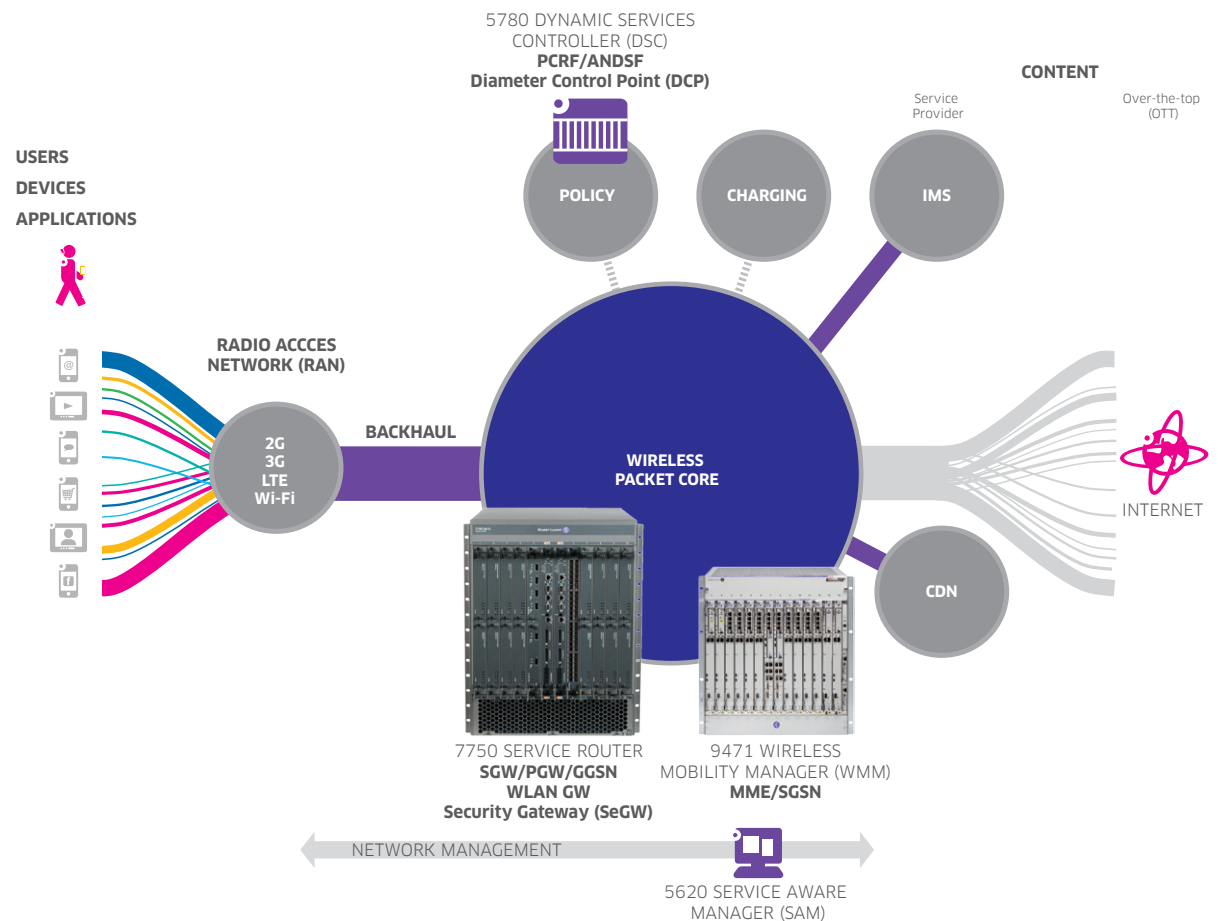 5780 DYNAMIC SERVICES
CONTROLLER (DSC)
PCRF/ANDSF
Diameter Control Point (DCP)
CONTENT
Service
Provider
Over-the-top
(OTT)
USERS
DEVICES
APPLICATIONS
POLICY
CHARGING
IMS
RADIO ACCCES
NETWORK (RAN)
BACKHAUL
2G
3G
LTE
Wi-Fi
WIRELESS
PACKET CORE
INTERNET
CDN
7750 SERVICE ROUTER
SGW/PGW/GGSN
WLAN GW
Security Gateway (SeGW)
9471 WIRELESS
MOBILITY MANAGER (WMM)
MME/SGSN
NETWORK MANAGEMENT
5620 SERVICE AWARE
MANAGER (SAM)